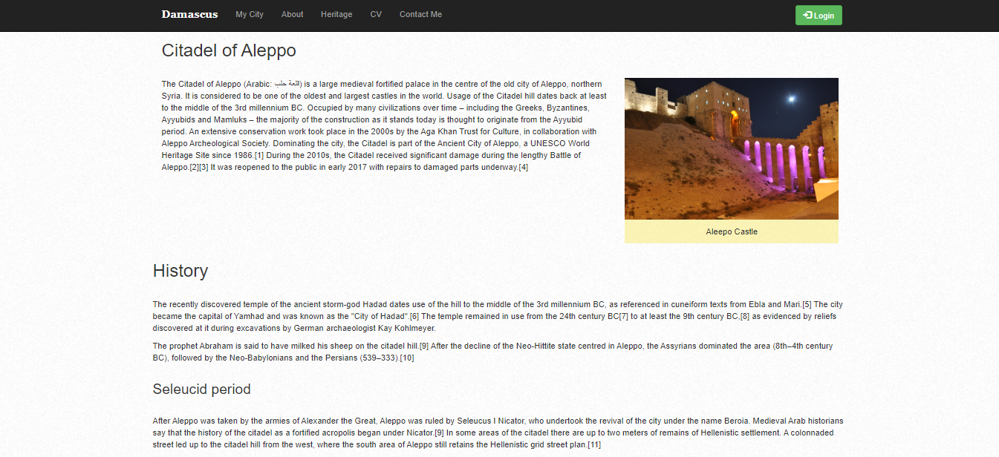 Damascus My City About Heritage CV Contact Me Login
Citadel of Aleppo
The Citadel of Aleppo (Arabic: قلعة حلب) is a large medieval fortified palace in the centre of the old city of Aleppo, northern
Syria. It is considered to be one of the oldest and largest castles in the world. Usage of the Citadel hill dates back at least
to the middle of the 3rd millennium BC. Occupied by many civilizations over time – including the Greeks, Byzantines,
Ayyubids and Mamluks – the majority of the construction as it stands today is thought to originate from the Ayyubid
period. An extensive conservation work took place in the 2000s by the Aga Khan Trust for Culture, in collaboration with
Aleppo Archeological Society. Dominating the city, the Citadel is part of the Ancient City of Aleppo, a UNESCO World
Heritage Site since 1986.[1] During the 2010s, the Citadel received significant damage during the lengthy Battle of
Aleppo.[2][3] It was reopened to the public in early 2017 with repairs to damaged parts underway.[4]
Aleepo Castle
History
The recently discovered temple of the ancient storm-god Hadad dates use of the hill to the middle of the 3rd millennium BC, as referenced in cuneiform texts from Ebla and Mari.[5] The city
became the capital of Yamhad and was known as the "City of Hadad".[6] The temple remained in use from the 24th century BC[7] to at least the 9th century BC,[8] as evidenced by reliefs
discovered at it during excavations by German archaeologist Kay Kohlmeyer.
The prophet Abraham is said to have milked his sheep on the citadel hill.[9] After the decline of the Neo-Hittite state centred in Aleppo, the Assyrians dominated the area (8th–4th century
BC), followed by the Neo-Babylonians and the Persians (539–333).[10]
Seleucid period
After Aleppo was taken by the armies of Alexander the Great, Aleppo was ruled by Seleucus I Nicator, who undertook the revival of the city under the name Beroia. Medieval Arab historians
say that the history of the citadel as a fortified acropolis began under Nicator.[9] In some areas of the citadel there are up to two meters of remains of Hellenistic settlement. A colonnaded
street led up to the citadel hill from the west, where the south area of Aleppo still retains the Hellenistic grid street plan.[11]